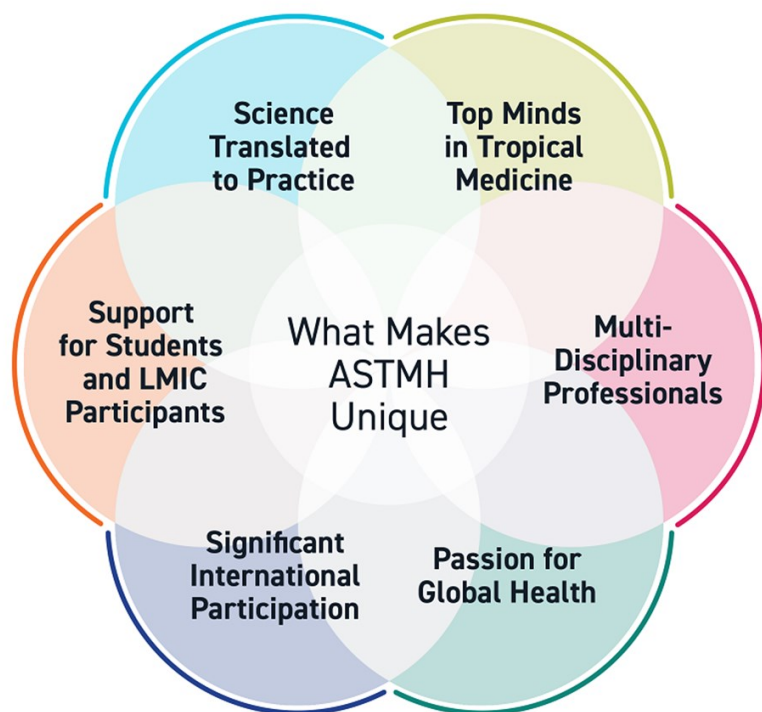 Science
Translated
to Practice
Top Minds
in Tropical
Medicine
Support
for Students
and LMIC
Participants
What Makes
ASTMH
Unique
Multi-
Disciplinary
Professionals
Significant
International
Participation
Passion for
Global Health